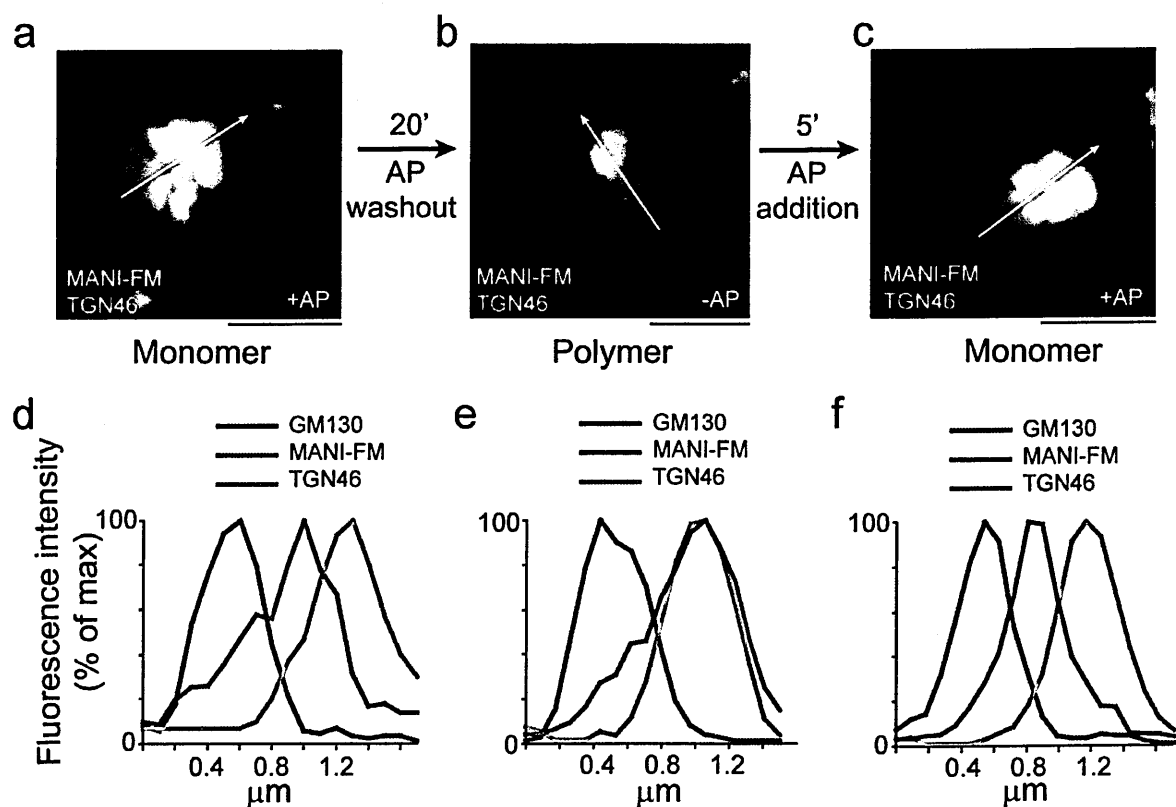 a
MANI-FM
TGN46
+AP
Monomer
20'
AP
washout
b
MANI-FM
TGN46
-AP
Polymer
5'
AP
addition
c
MANI-FM
TGN46
+AP
Monomer
d
GM130
MANI-FM
TGN46
Fluorescence intensity
(% of max)
100
0
0.4 0.8 1.2
μm
e
GM130
MANI-FM
TGN46
100
0
0.4 0.8 1.2
μm
f
GM130
MANI-FM
TGN46
100
0
0.4 0.8 1.2
μm